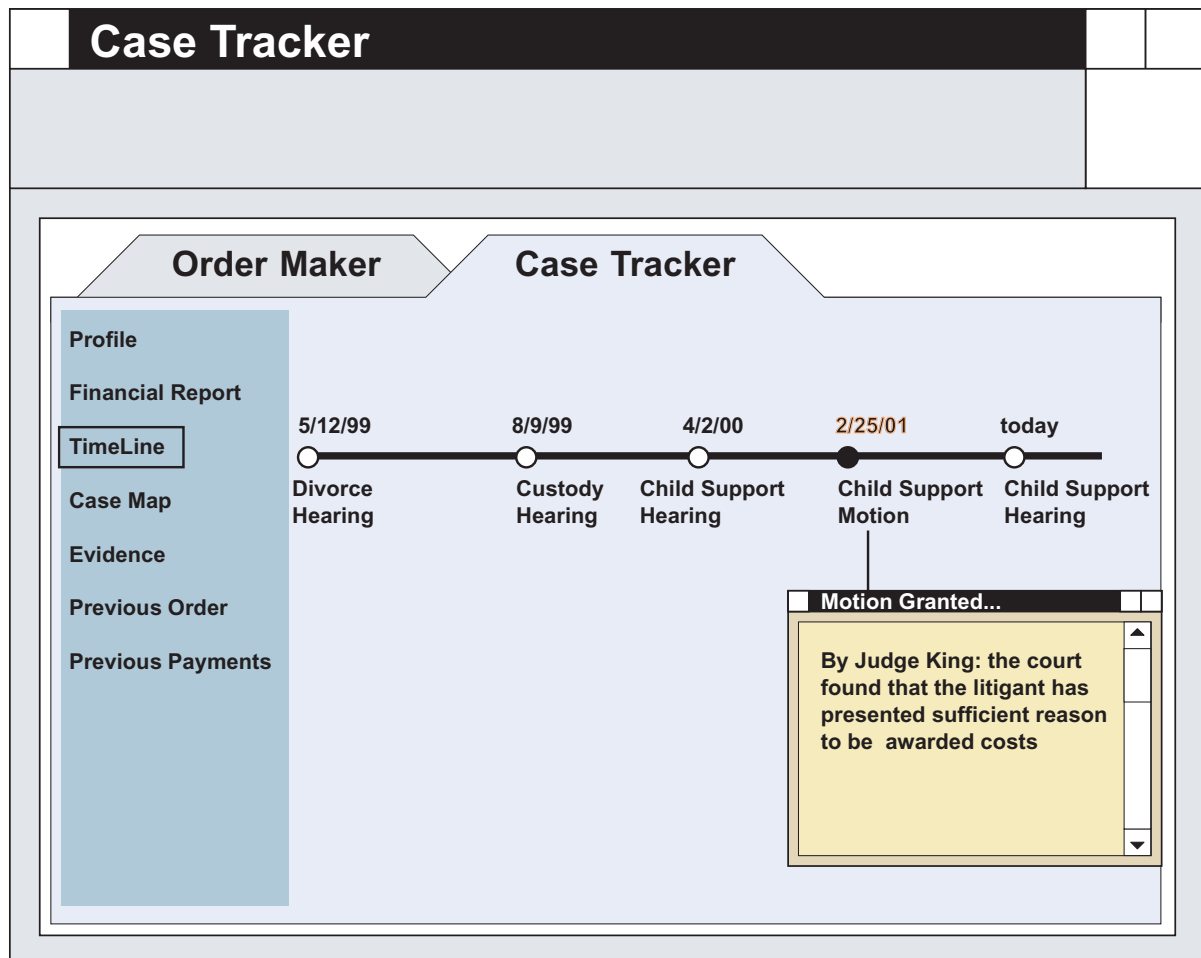 Case Tracker
Order Maker
Case Tracker
Profile
Financial Report
TimeLine
Case Map
Evidence
Previous Order
Previous Payments
5/12/99
8/9/99
4/2/00
2/25/01
today
Divorce
Hearing
Custody
Hearing
Child Support
Hearing
Child Support
Motion
Child Support
Hearing
Motion Granted...
By Judge King: the court
found that the litigant has
presented sufficient reason
to be awarded costs